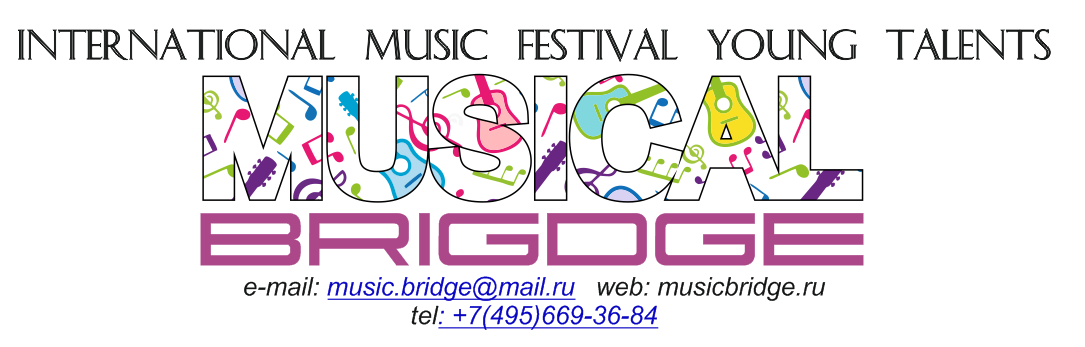 INTERNATIONAL MUSIC FESTIVAL YOUNG TALENTS
MUSICAL
BRIGDGE
e-mail: music.bridge@mail.ru web: musicbridge.ru
tel: +7(495)669-36-84